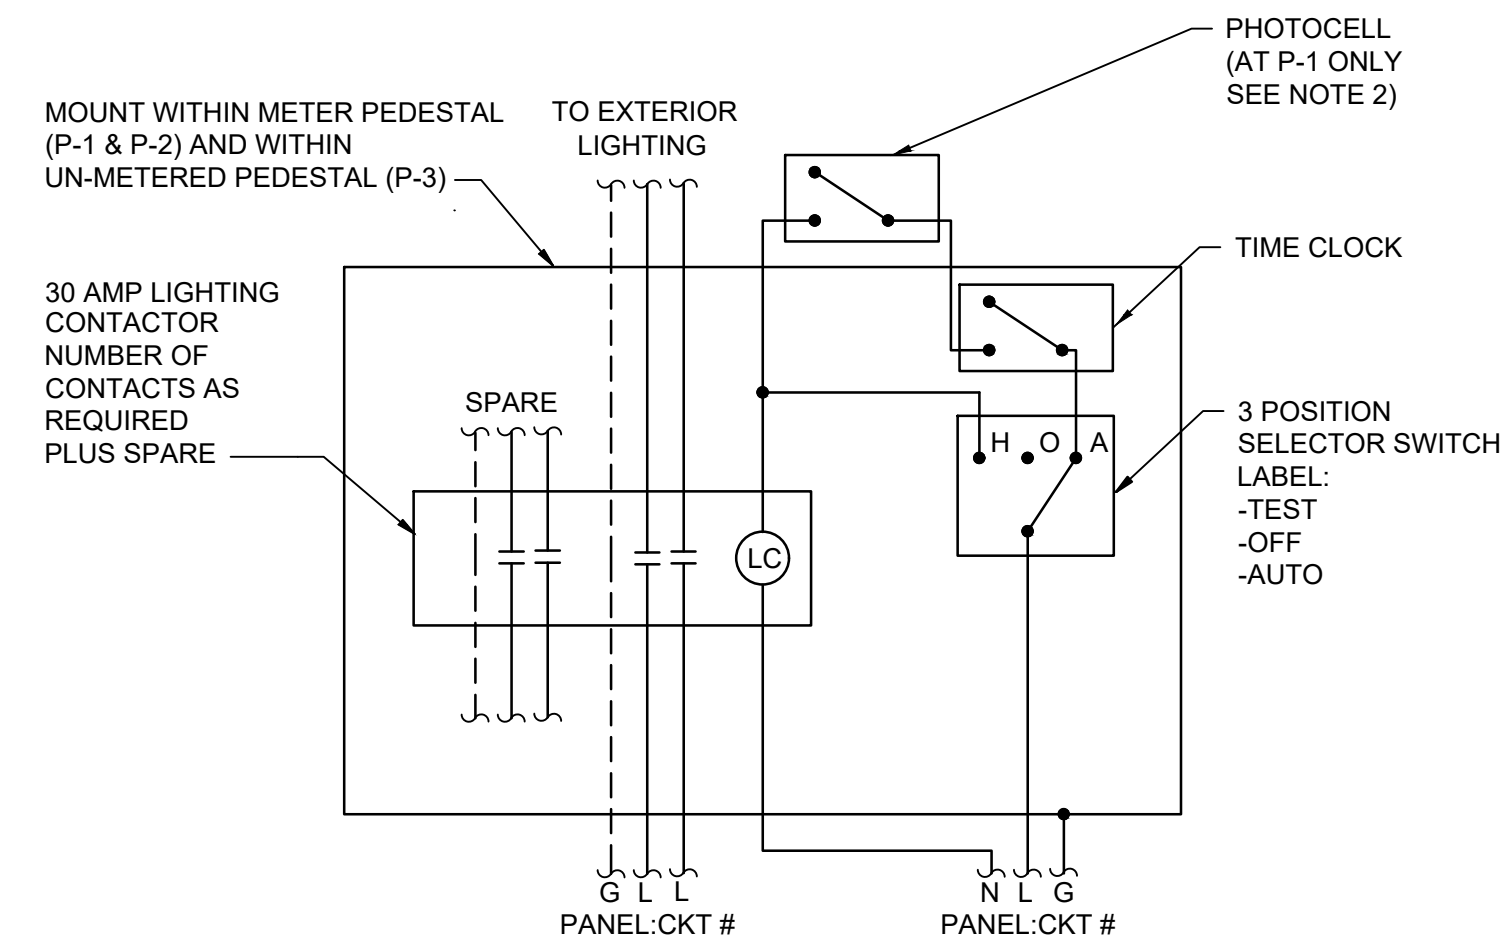 PHOTOCELL
(AT P-1 ONLY
SEE NOTE 2)
MOUNT WITHIN METER PEDESTAL
(P-1 & P-2) AND WITHIN
UN-METERED PEDESTAL (P-3)
TO EXTERIOR
LIGHTING
TIME CLOCK
30 AMP LIGHTING
CONTACTOR
NUMBER OF
CONTACTS AS
REQUIRED
PLUS SPARE
SPARE
H O A
3 POSITION
SELECTOR SWITCH
LABEL:
-TEST
-OFF
-AUTO
LC
G L L
PANEL:CKT #
N L G
PANEL:CKT #